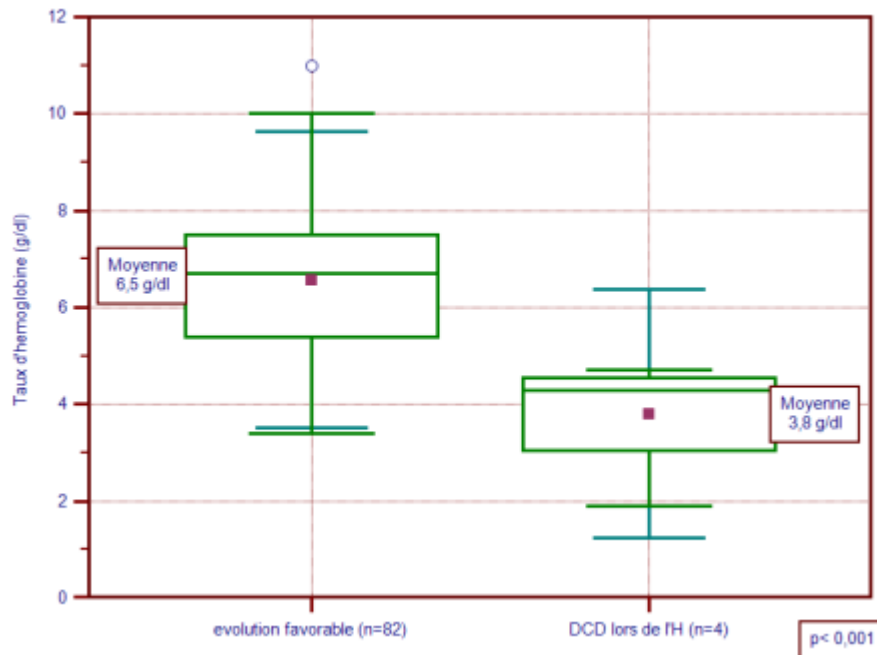 Taux d'hemoglobine (g/dl)
12
10
8
6
4
2
0
Moyenne
6,5 g/dl
Moyenne
3,8 g/dl
evolution favorable (n=82)
DCD lors de l'H (n=4)
p< 0,001